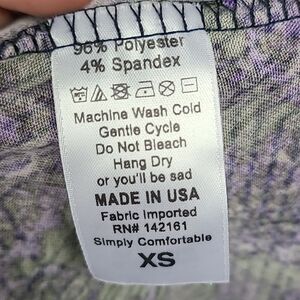 96% Polyester
4% Spandex
Machine Wash Cold
Gentle Cycle
Do Not Bleach
Hang Dry
or you'll be sad
MADE IN USA
Fabric Imported
RN# 142161
Simply Comfortable
XS